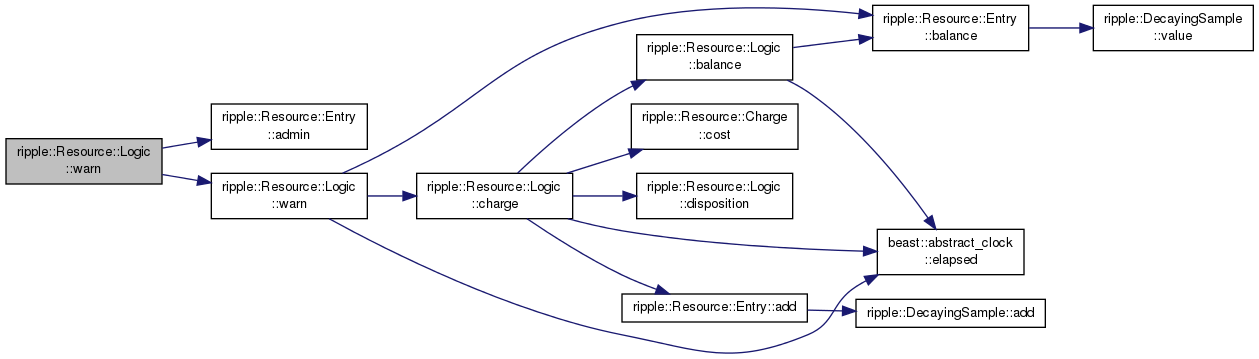 ripple::Resource::Logic
::warn
ripple::Resource::Entry
::admin
ripple::Resource::Logic
::warn
ripple::Resource::Logic
::charge
ripple::Resource::Logic
::balance
ripple::Resource::Charge
::cost
ripple::Resource::Logic
::disposition
ripple::Resource::Entry::add
ripple::Resource::Entry
::balance
beast::abstract_clock
::elapsed
ripple::DecayingSample::add
ripple::DecayingSample
::value